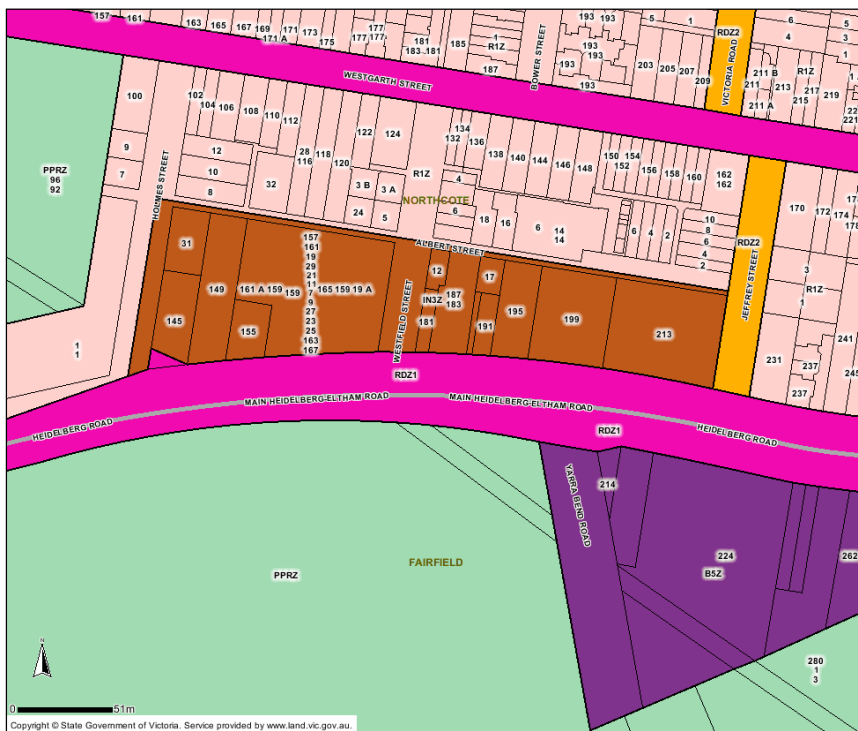 157 161 163 165 167 169 171 173 175 177 177 181 185 1 193 193 5 1 RDZ2 6 5
171 A 177 177 183 181 R1Z 193 4 3
187 193 193 203 205 207 209 211 B R1Z 1
WESTGARTH STREET
BOWER STREET
VICTORIA ROAD
211 213 217 219
211 A 215 221
100 102 104 106 108 110 112 122 124 134 132 136 138 140 144 146 148 150 154 152 156 158 160 162 162
9 12 28 116 118 120 R1Z
PPRZ
96
92
7 10 32 3 B 3 A 4
8 24 5 6 18 16 6 14 14 6 4 2 10 8 6 4 2
170 172 174 178
HOLMES STREET
NORTHCOTE
ALBERT STREET
RDZ2
JEFFREY STREET
3
R1Z
1
31 149 161 A 159 159
157
161
19
29
21
11
7
9
27
23
25
163
167
165 159 19 A
WESTFIELD STREET
12 17
IN3Z 187 183
181 191 195 199 213
145 155
231 237 237 241 245
1
1
RDZ1
MAIN HEIDELBERG-ELTHAM ROAD
MAIN HEIDELBERG-ELTHAM ROAD
HEIDELBERG ROAD
RDZ1
HEIDELBERG ROAD
214
YARRA BEND ROAD
224
262
B5Z
FAIRFIELD
PPRZ
280
1
3
N
0 51m
Copyright © State Government of Victoria. Service provided by www.land.vic.gov.au.